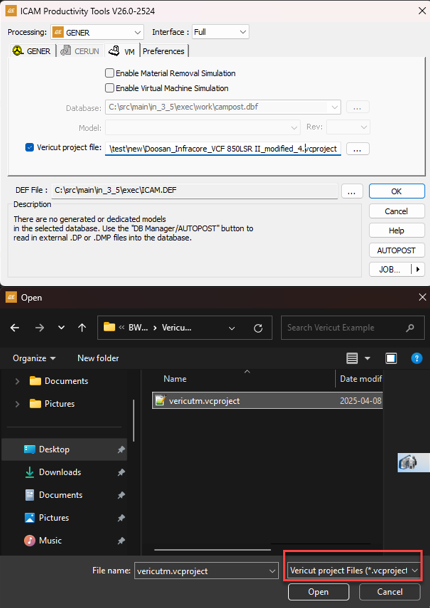 ICAM Productivity Tools V26.0-2524
Processing: GENER Interface: Full
GENER CERUN VM Preferences
Enable Material Removal Simulation
Enable Virtual Machine Simulation
Database: C:\src\main\in_3_5\exec\work\campost.dbf ...
Model: Rev:
Vericut project file: \test\new\Doosan_Infracore_VCF 850LSR II_modified_4.vcproject ...
DEF File : C:\src\main\in_3_5\exec\ICAM.DEF ... OK
Description
There are no generated or dedicated models
in the selected database. Use the "DB Manager/AUTOPOST" button to
read in external .DP or .DMP files into the database.
Cancel
Help
AUTOPOST
JOB...
Open
BW... Vericu... Search Vericut Example
Organize New folder
Name Date modif
Documents
Pictures
vericutm.vcproject 2025-04-08
Desktop
Downloads
Documents
Pictures
Music
File name: vericutm.vcproject Vericut project Files (*.vcproject
Open Cancel